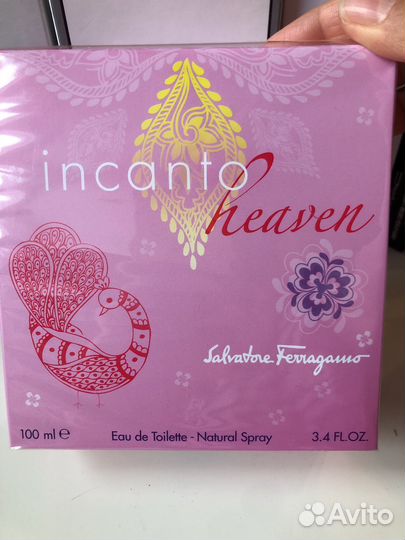 incanto
heaven
Salvatore Ferragamo
100 ml e Eau de Toilette - Natural Spray 3.4 FL.OZ.
Avito